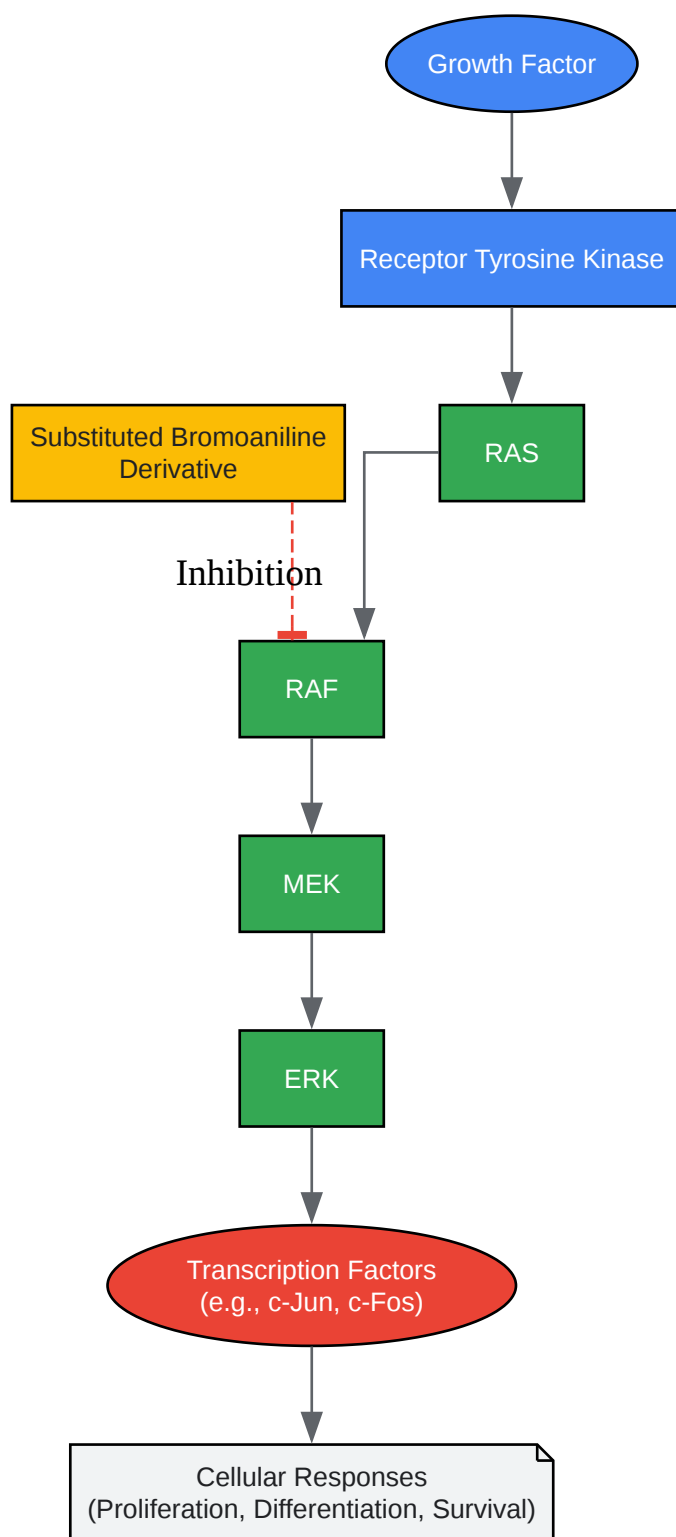 Growth Factor
Receptor Tyrosine Kinase
Substituted Bromoaniline
Derivative
RAS
Inhibition
RAF
MEK
ERK
Transcription Factors
(e.g., c-Jun, c-Fos)
Cellular Responses
(Proliferation, Differentiation, Survival)